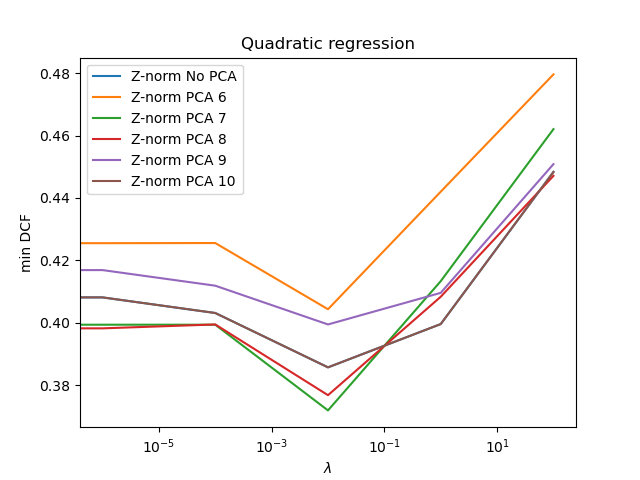 Quadratic regression
Z-norm No PCA
Z-norm PCA 6
Z-norm PCA 7
Z-norm PCA 8
Z-norm PCA 9
Z-norm PCA 10
min DCF
0.48
0.46
0.44
0.42
0.40
0.38
10⁻⁵ 10⁻³ 10⁻¹ 10¹
λ